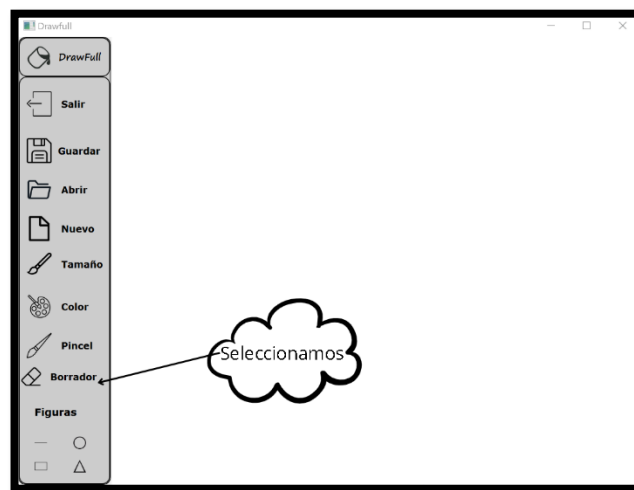 Drawfull
DrawFull
Salir
Guardar
Abrir
Nuevo
Tamaño
Color
Pincel
Borrador
Seleccionamos
Figuras